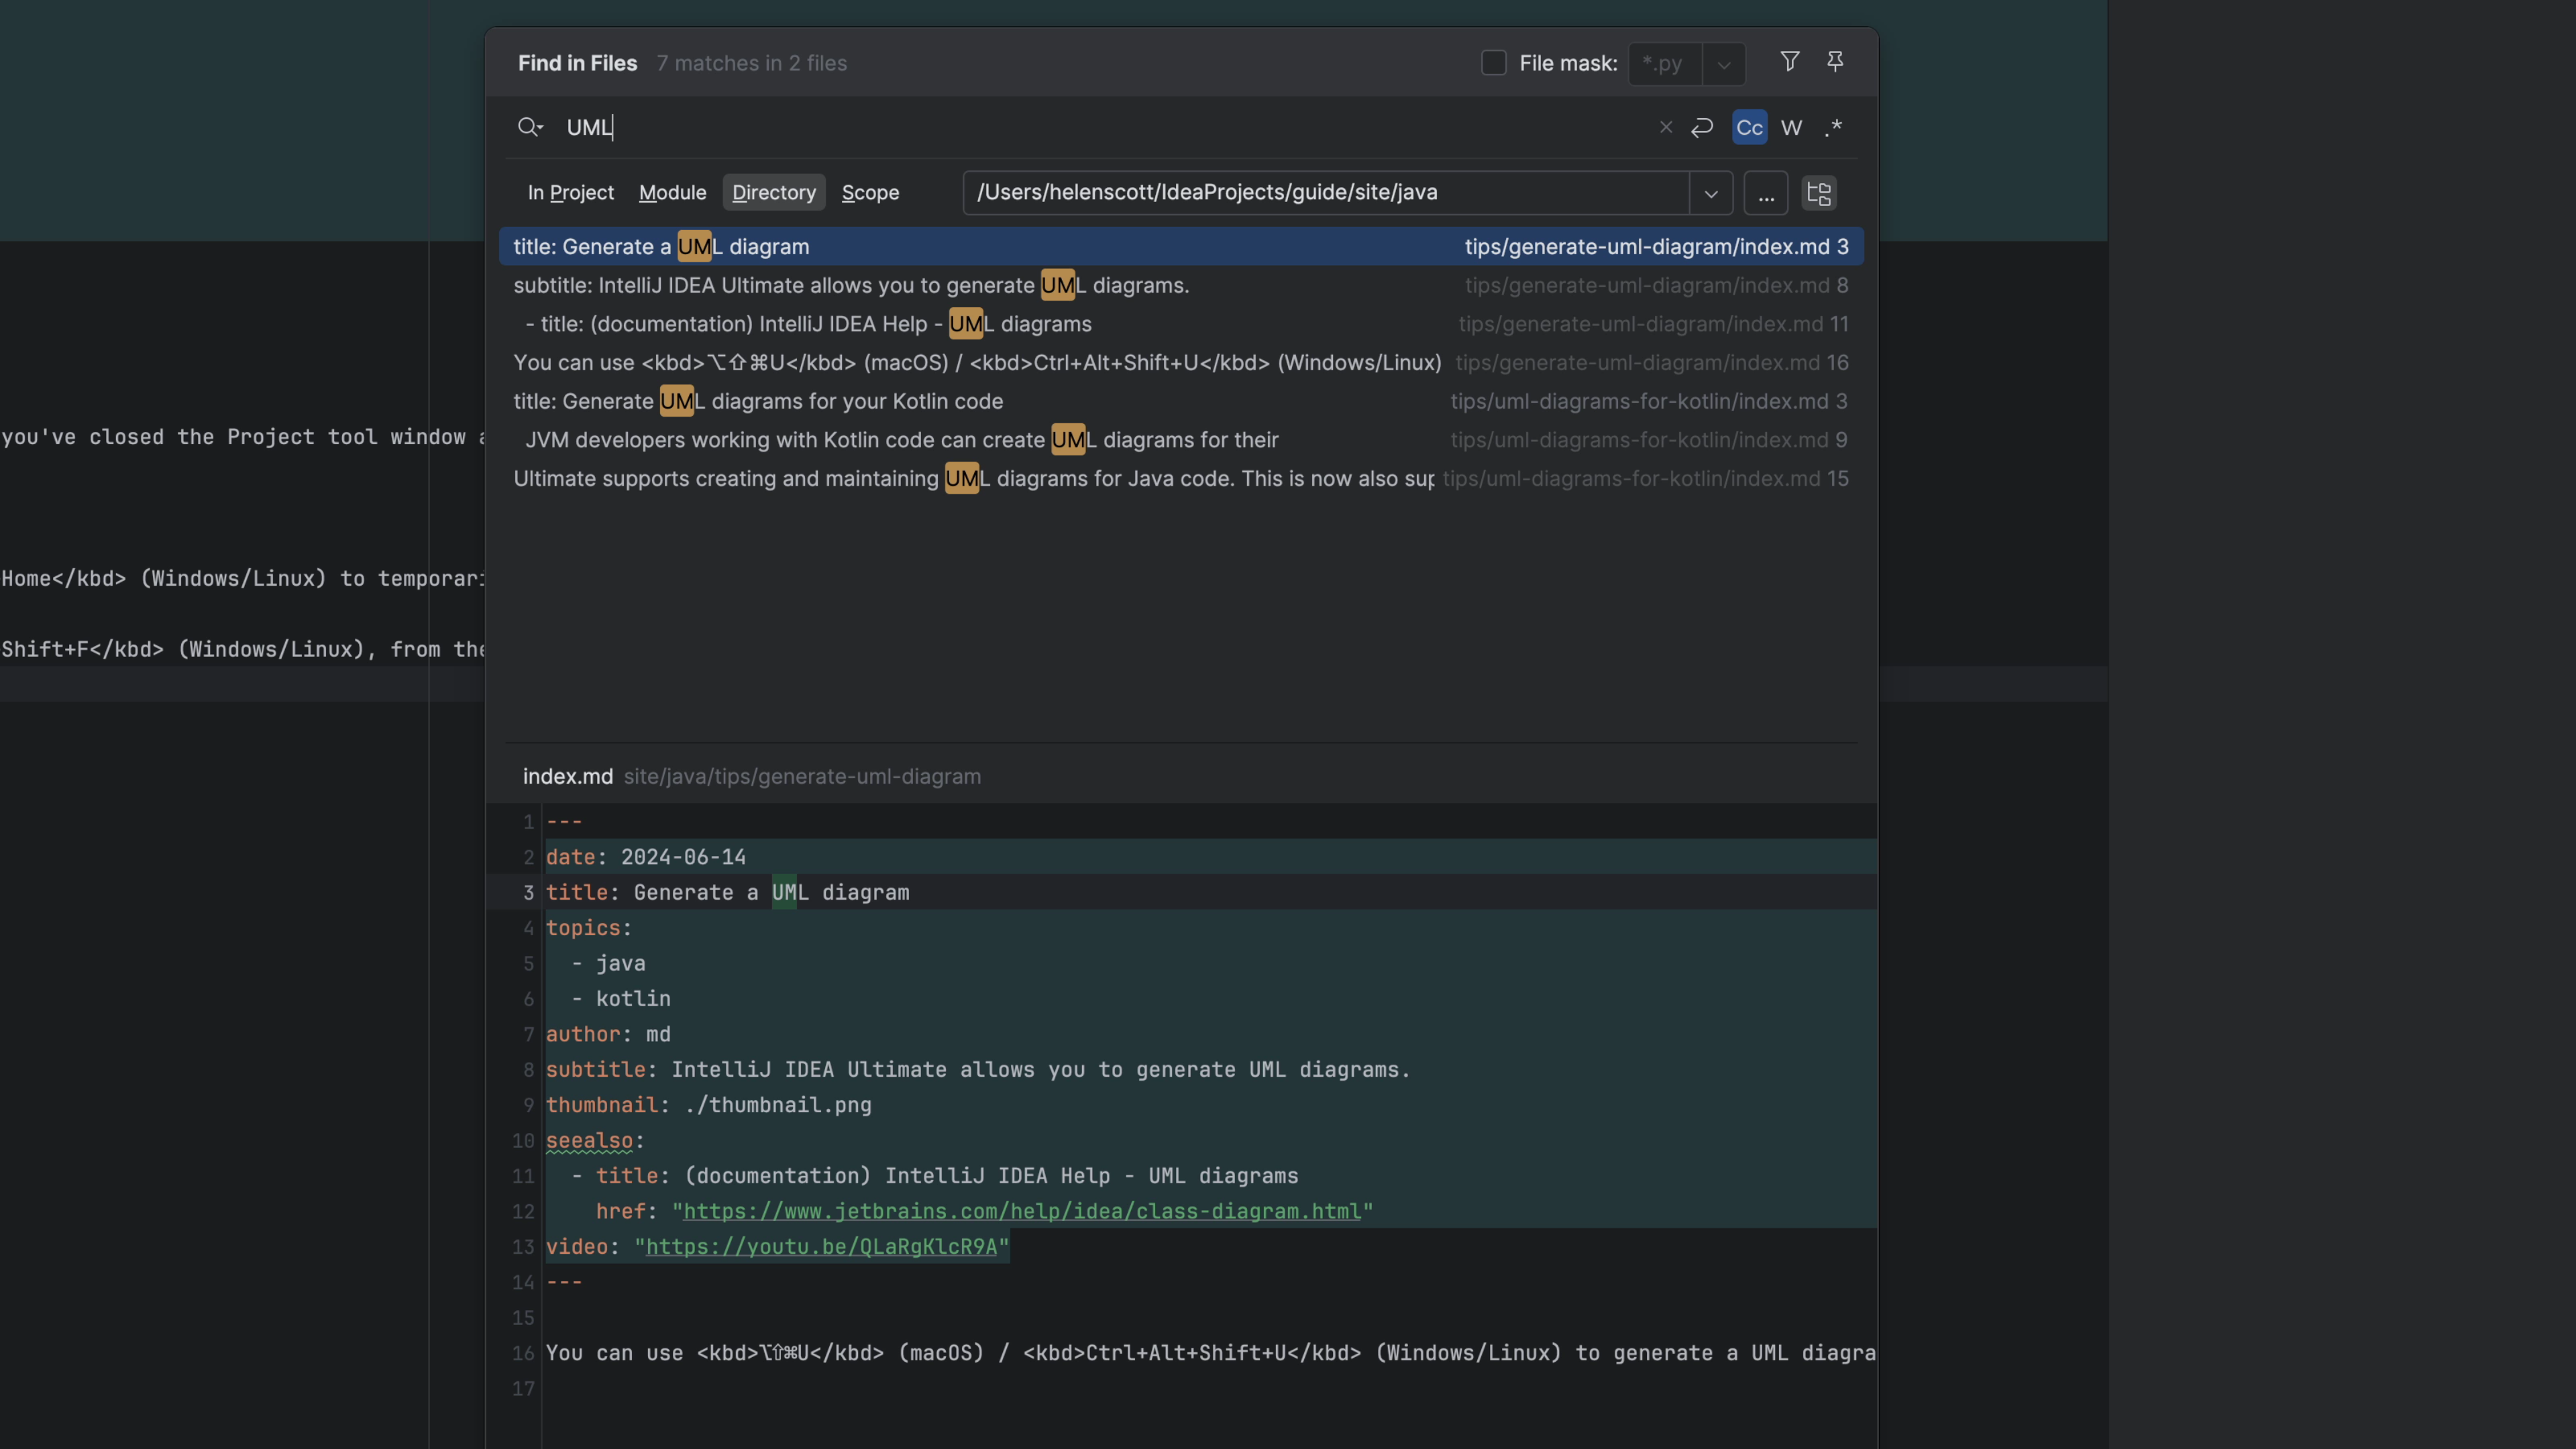 Find in Files 7 matches in 2 files File mask: *.py
UML Cc W .*
In Project Module Directory Scope /Users/helenscott/IdeaProjects/guide/site/java ...
title: Generate a UML diagram tips/generate-uml-diagram/index.md 3
subtitle: IntelliJ IDEA Ultimate allows you to generate UML diagrams. tips/generate-uml-diagram/index.md 8
- title: (documentation) IntelliJ IDEA Help - UML diagrams tips/generate-uml-diagram/index.md 11
You can use <kbd>⌥⇧⌘U</kbd> (macOS) / <kbd>Ctrl+Alt+Shift+U</kbd> (Windows/Linux) tips/generate-uml-diagram/index.md 16
title: Generate UML diagrams for your Kotlin code tips/uml-diagrams-for-kotlin/index.md 3
JVM developers working with Kotlin code can create UML diagrams for their tips/uml-diagrams-for-kotlin/index.md 9
Ultimate supports creating and maintaining UML diagrams for Java code. This is now also sup tips/uml-diagrams-for-kotlin/index.md 15
you've closed the Project tool window a
Home</kbd> (Windows/Linux) to temporari
Shift+F</kbd> (Windows/Linux), from the
index.md site/java/tips/generate-uml-diagram
1 ---
2 date: 2024-06-14
3 title: Generate a UML diagram
4 topics:
5 - java
6 - kotlin
7 author: md
8 subtitle: IntelliJ IDEA Ultimate allows you to generate UML diagrams.
9 thumbnail: ./thumbnail.png
10 seealso:
11 - title: (documentation) IntelliJ IDEA Help - UML diagrams
12 href: "https://www.jetbrains.com/help/idea/class-diagram.html"
13 video: "https://youtu.be/QLaRgKlcR9A"
14 ---
15
16 You can use <kbd>⌥⇧⌘U</kbd> (macOS) / <kbd>Ctrl+Alt+Shift+U</kbd> (Windows/Linux) to generate a UML diagra
17